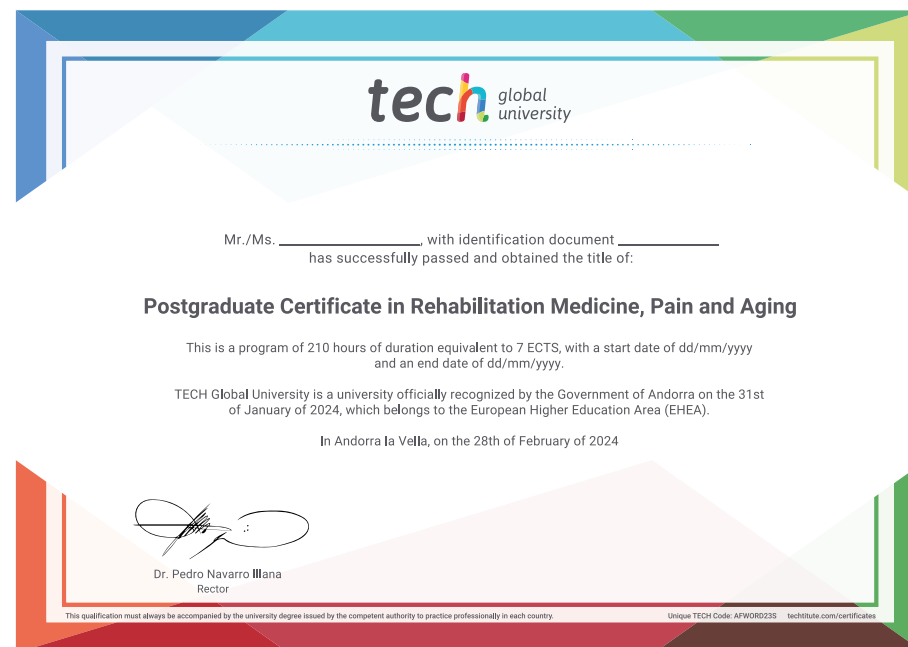 tech global university
Mr./Ms. ____________________, with identification document ______________
has successfully passed and obtained the title of:
Postgraduate Certificate in Rehabilitation Medicine, Pain and Aging
This is a program of 210 hours of duration equivalent to 7 ECTS, with a start date of dd/mm/yyyy
and an end date of dd/mm/yyyy.
TECH Global University is a university officially recognized by the Government of Andorra on the 31st
of January of 2024, which belongs to the European Higher Education Area (EHEA).
In Andorra la Vella, on the 28th of February of 2024
Dr. Pedro Navarro Illana
Rector
This qualification must always be accompanied by the university degree issued by the competent authority to practice professionally in each country.
Unique TECH Code: AFWORD23S techtitute.com/certificates